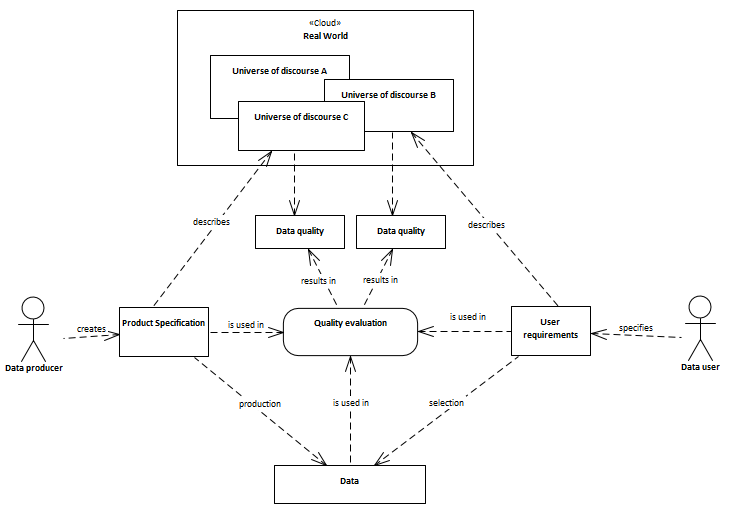 «Cloud»
Real World
Universe of discourse A
Universe of discourse B
Universe of discourse C
describes
describes
Data quality
Data quality
results in
results in
creates
Product Specification
is used in
Quality evaluation
is used in
User
requirements
specifies
Data producer
Data user
production
is used in
selection
Data